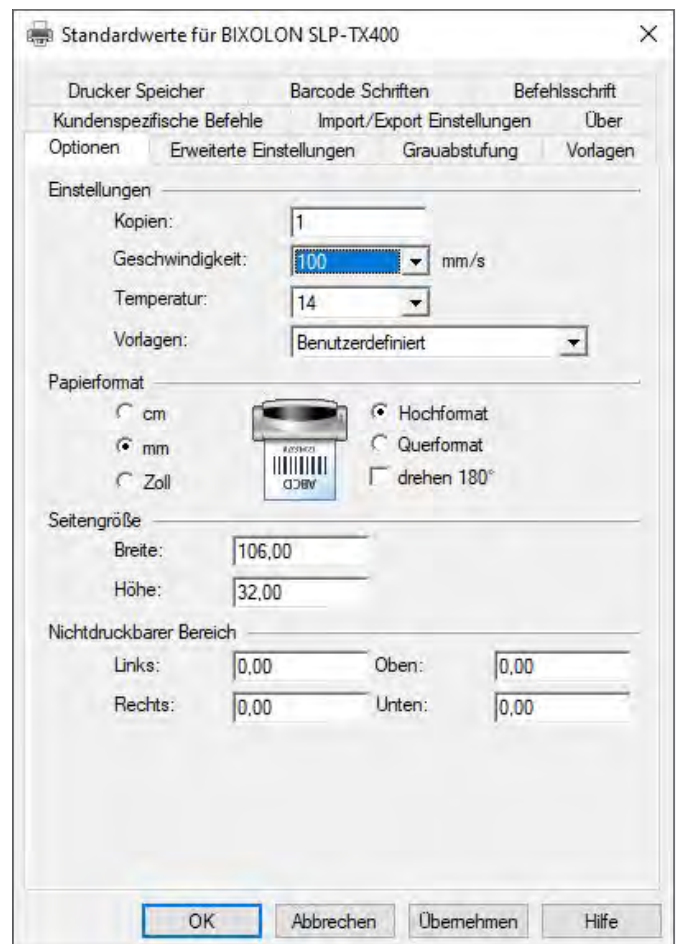 Standardwerte für BIXOLON SLP-TX400
Drucker Speicher Barcode Schriften Befehlsschrift
Kundenspezifische Befehle Import/Export Einstellungen Über
Optionen Erweiterte Einstellungen Grauabstufung Vorlagen
Einstellungen
Kopien: 1
Geschwindigkeit: 100 mm/s
Temperatur: 14
Vorlagen: Benutzerdefiniert
Papierformat
cm Hochformat
mm Querformat
Zoll drehen 180°
ABCD
Seitengröße
Breite: 106,00
Höhe: 32,00
Nichtdruckbarer Bereich
Links: 0,00 Oben: 0,00
Rechts: 0,00 Unten: 0,00
OK Abbrechen Übernehmen Hilfe